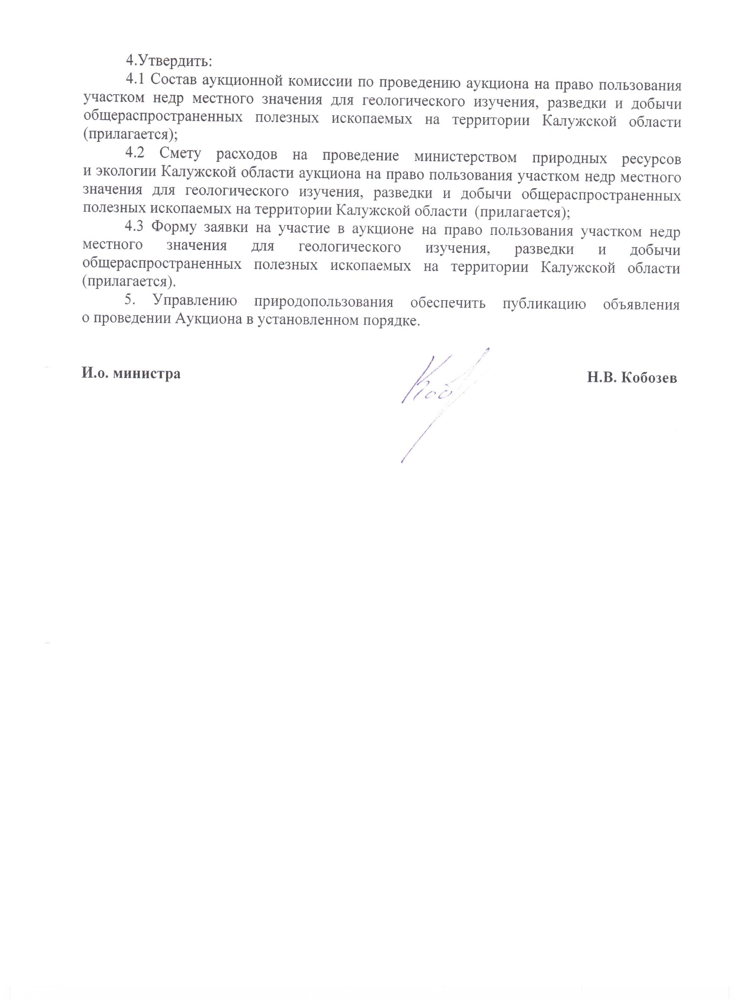 4.Утвердить:
4.1 Состав аукционной комиссии по проведению аукциона на право пользования
участком недр местного значения для геологического изучения, разведки и добычи
общераспространенных полезных ископаемых на территории Калужской области
(прилагается);
4.2 Смету расходов на проведение министерством природных ресурсов
и экологии Калужской области аукциона на право пользования участком недр местного
значения для геологического изучения, разведки и добычи общераспространенных
полезных ископаемых на территории Калужской области (прилагается);
4.3 Форму заявки на участие в аукционе на право пользования участком недр
местного значения для геологического изучения, разведки и добычи
общераспространенных полезных ископаемых на территории Калужской области
(прилагается).
5. Управлению природопользования обеспечить публикацию объявления
о проведении Аукциона в установленном порядке.
И.о. министра Н.В. Кобозев